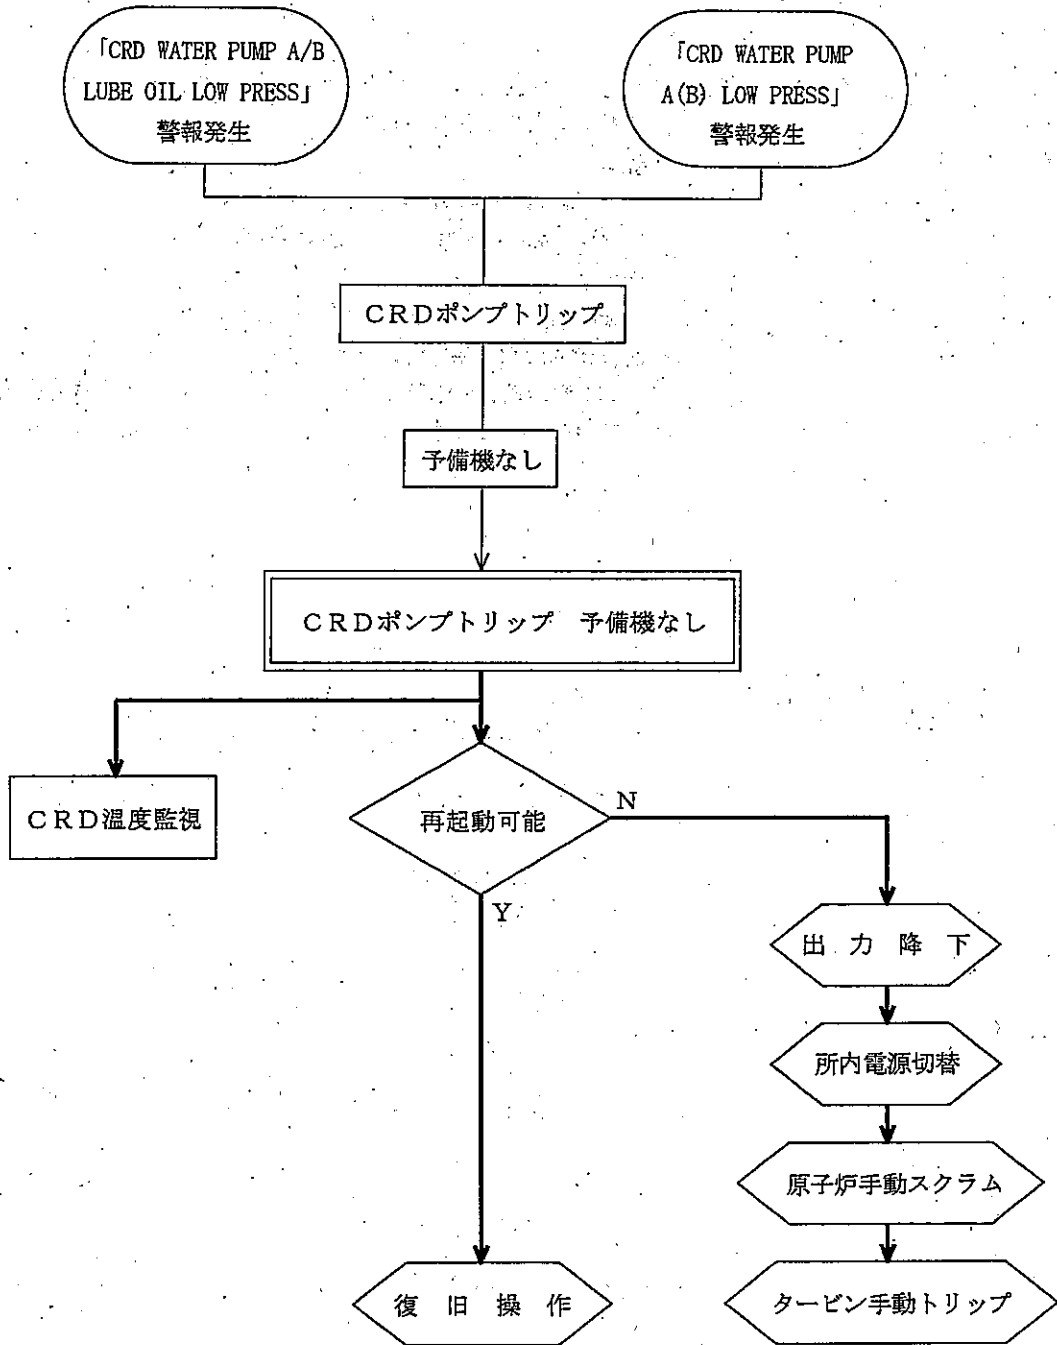 「CRD WATER PUMP A/B
LUBE OIL LOW PRESS」
警報発生
「CRD WATER PUMP
A(B) LOW PRESS」
警報発生
CRDポンプトリップ
予備機なし
CRDポンプトリップ 予備機なし
CRD温度監視
再起動可能
N
Y
出力降下
所内電源切替
原子炉手動スクラム
復旧操作
タービン手動トリップ